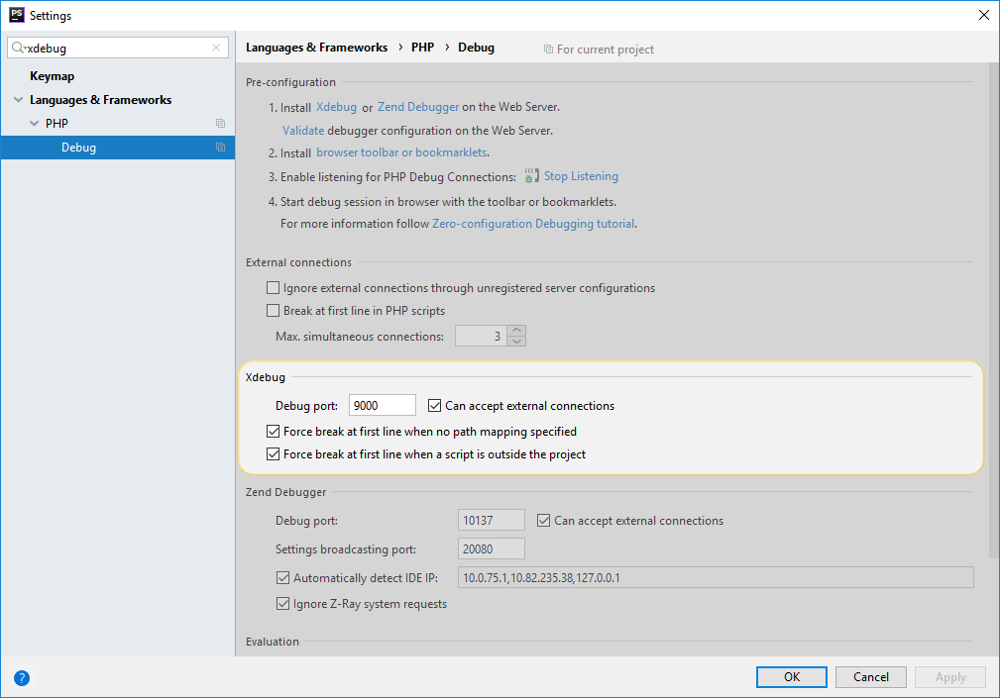 PS Settings
xdebug
Keymap
Languages & Frameworks
PHP
Debug
Languages & Frameworks › PHP › Debug For current project
Pre-configuration
1. Install Xdebug or Zend Debugger on the Web Server.
Validate debugger configuration on the Web Server.
2. Install browser toolbar or bookmarklets.
3. Enable listening for PHP Debug Connections: Stop Listening
4. Start debug session in browser with the toolbar or bookmarklets.
For more information follow Zero-configuration Debugging tutorial.
External connections
Ignore external connections through unregistered server configurations
Break at first line in PHP scripts
Max. simultaneous connections: 3
Xdebug
Debug port: 9000 Can accept external connections
Force break at first line when no path mapping specified
Force break at first line when a script is outside the project
Zend Debugger
Debug port: 10137 Can accept external connections
Settings broadcasting port: 20080
Automatically detect IDE IP: 10.0.75.1,10.82.235.38,127.0.0.1
Ignore Z-Ray system requests
Evaluation
? OK Cancel Apply